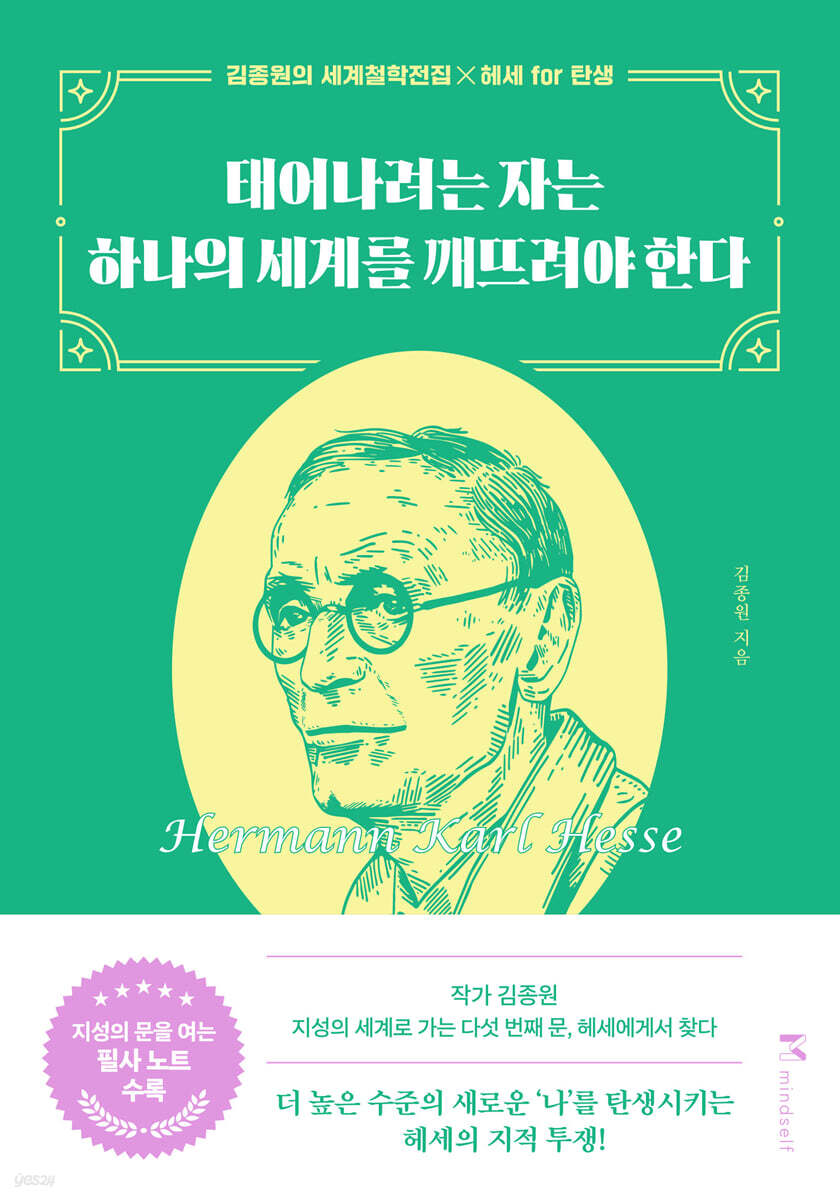 김종원의 세계철학전집×헤세 for 탄생
태어나려는 자는
하나의 세계를 깨뜨려야 한다
김종원 지음
Hermann Karl Hesse
지성의 문을 여는
필사 노트
수록
작가 김종원
지성의 세계로 가는 다섯 번째 문, 헤세에게서 찾다
더 높은 수준의 새로운 ‘나’를 탄생시키는
헤세의 지적 투쟁!
mindself
yes24